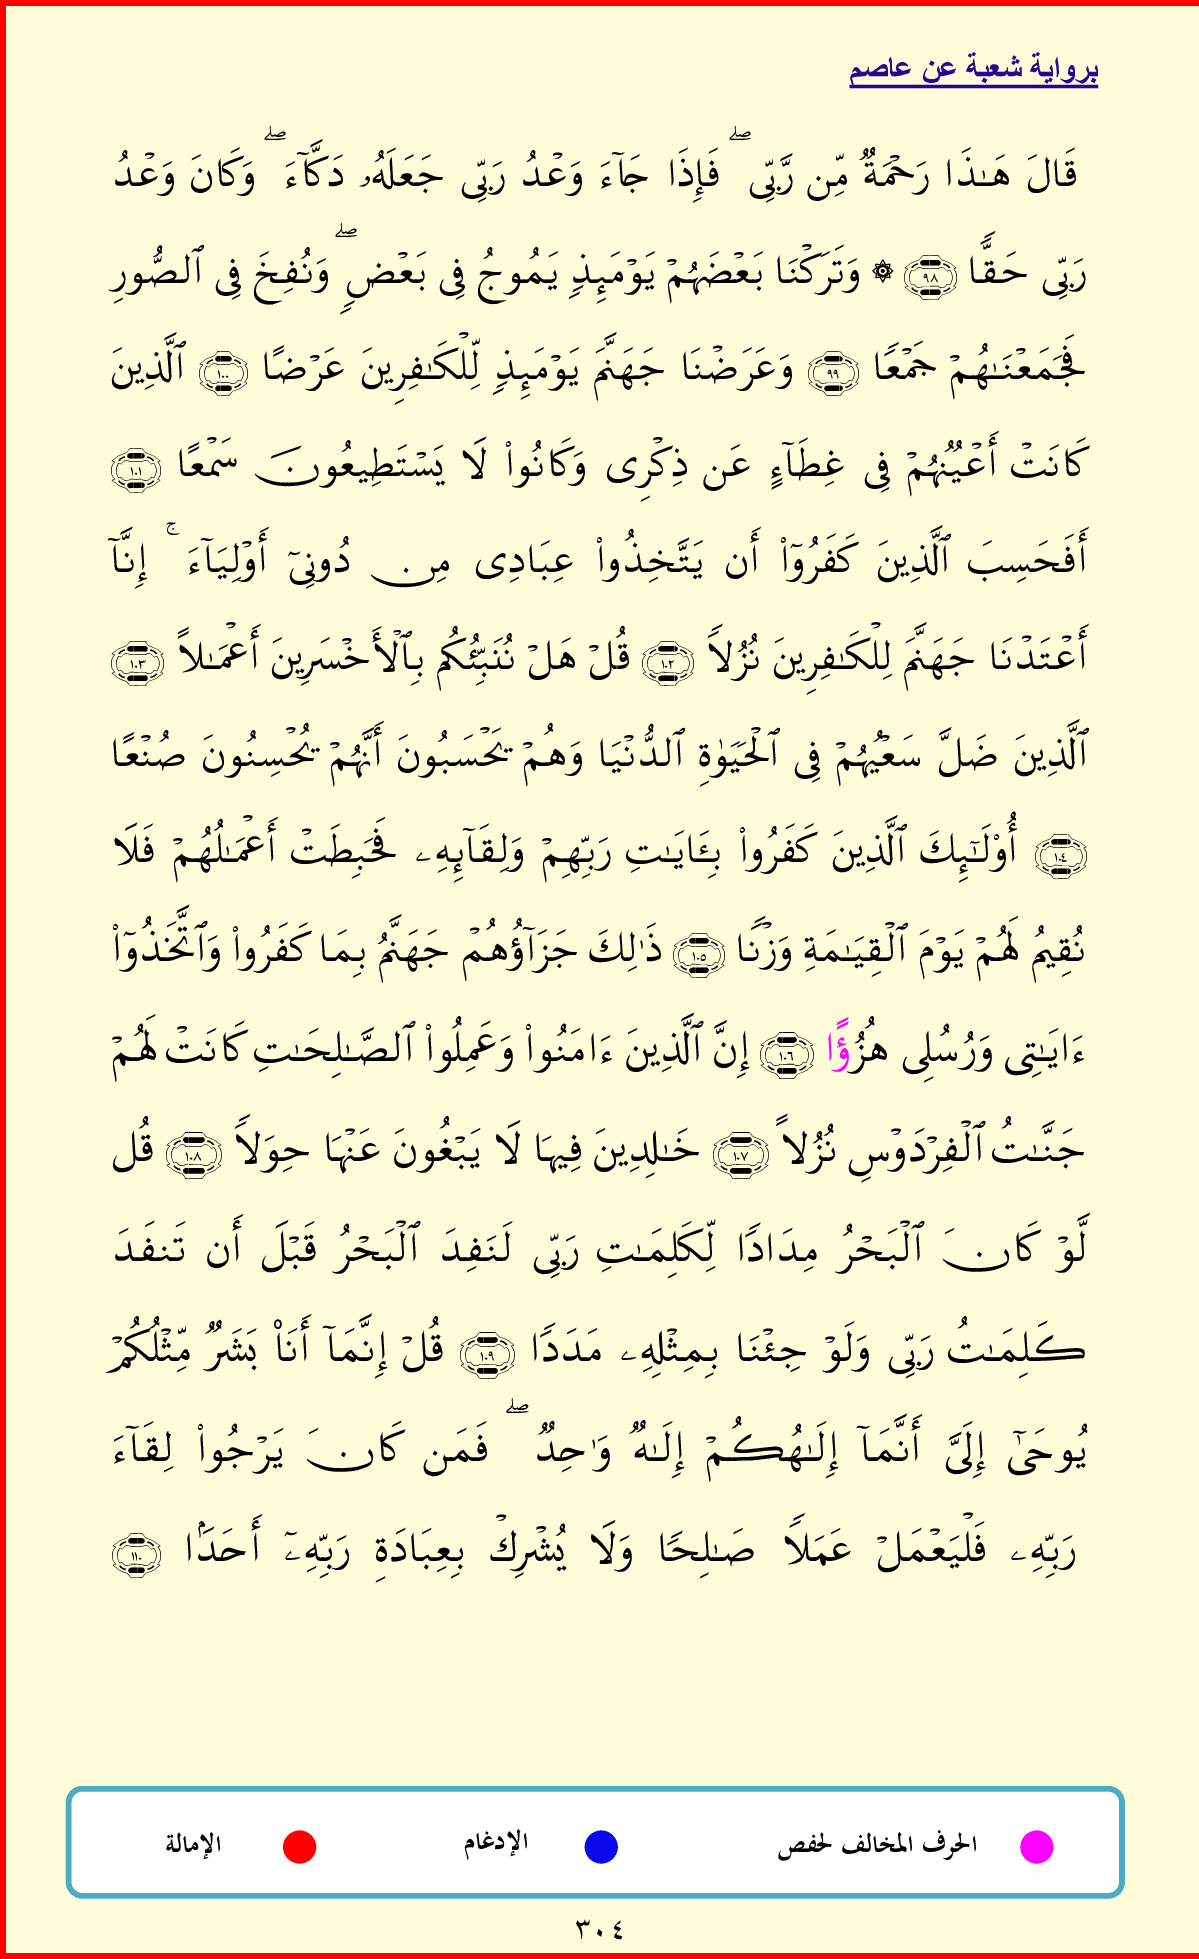 برواية شعبة عن عاصم
قَالَ هَـٰذَا رَحْمَةٌ مِّن رَّبِّى ۖ فَإِذَا جَآءَ وَعْدُ رَبِّى جَعَلَهُۥ دَكَّآءَ ۖ وَكَانَ وَعْدُ
رَبِّى حَقًّا ٩٨ ۞ وَتَرَكْنَا بَعْضَهُمْ يَوْمَئِذٍ يَمُوجُ فِى بَعْضٍ ۖ وَنُفِخَ فِى ٱلصُّورِ
فَجَمَعْنَـٰهُمْ جَمْعًا ٩٩ وَعَرَضْنَا جَهَنَّمَ يَوْمَئِذٍ لِّلْكَـٰفِرِينَ عَرْضًا ١٠٠ ٱلَّذِينَ
كَانَتْ أَعْيُنُهُمْ فِى غِطَآءٍ عَن ذِكْرِى وَكَانُوا۟ لَا يَسْتَطِيعُونَ سَمْعًا ١٠١
أَفَحَسِبَ ٱلَّذِينَ كَفَرُوٓا۟ أَن يَتَّخِذُوا۟ عِبَادِى مِن دُونِىٓ أَوْلِيَآءَ ۚ إِنَّآ
أَعْتَدْنَا جَهَنَّمَ لِلْكَـٰفِرِينَ نُزُلًا ١٠٢ قُلْ هَلْ نُنَبِّئُكُم بِٱلْأَخْسَرِينَ أَعْمَـٰلًا ١٠٣
ٱلَّذِينَ ضَلَّ سَعْيُهُمْ فِى ٱلْحَيَوٰةِ ٱلدُّنْيَا وَهُمْ يَحْسَبُونَ أَنَّهُمْ يُحْسِنُونَ صُنْعًا
١٠٤ أُو۟لَـٰٓئِكَ ٱلَّذِينَ كَفَرُوا۟ بِـَٔايَـٰتِ رَبِّهِمْ وَلِقَآئِهِۦ فَحَبِطَتْ أَعْمَـٰلُهُمْ فَلَا
نُقِيمُ لَهُمْ يَوْمَ ٱلْقِيَـٰمَةِ وَزْنًا ١٠٥ ذَٰلِكَ جَزَآؤُهُمْ جَهَنَّمُ بِمَا كَفَرُوا۟ وَٱتَّخَذُوٓا۟
ءَايَـٰتِى وَرُسُلِى هُزُؤًا ١٠٦ إِنَّ ٱلَّذِينَ ءَامَنُوا۟ وَعَمِلُوا۟ ٱلصَّـٰلِحَـٰتِ كَانَتْ لَهُمْ
جَنَّـٰتُ ٱلْفِرْدَوْسِ نُزُلًا ١٠٧ خَـٰلِدِينَ فِيهَا لَا يَبْغُونَ عَنْهَا حِوَلًا ١٠٨ قُل
لَّوْ كَانَ ٱلْبَحْرُ مِدَادًا لِّكَلِمَـٰتِ رَبِّى لَنَفِدَ ٱلْبَحْرُ قَبْلَ أَن تَنفَدَ
كَلِمَـٰتُ رَبِّى وَلَوْ جِئْنَا بِمِثْلِهِۦ مَدَدًا ١٠٩ قُلْ إِنَّمَآ أَنَا۠ بَشَرٌ مِّثْلُكُمْ
يُوحَىٰٓ إِلَىَّ أَنَّمَآ إِلَـٰهُكُمْ إِلَـٰهٌ وَٰحِدٌ ۖ فَمَن كَانَ يَرْجُوا۟ لِقَآءَ
رَبِّهِۦ فَلْيَعْمَلْ عَمَلًا صَـٰلِحًا وَلَا يُشْرِكْ بِعِبَادَةِ رَبِّهِۦٓ أَحَدًۢا ١١٠
الحرف المخالف لحفص الإدغام الإمالة
٣٠٤